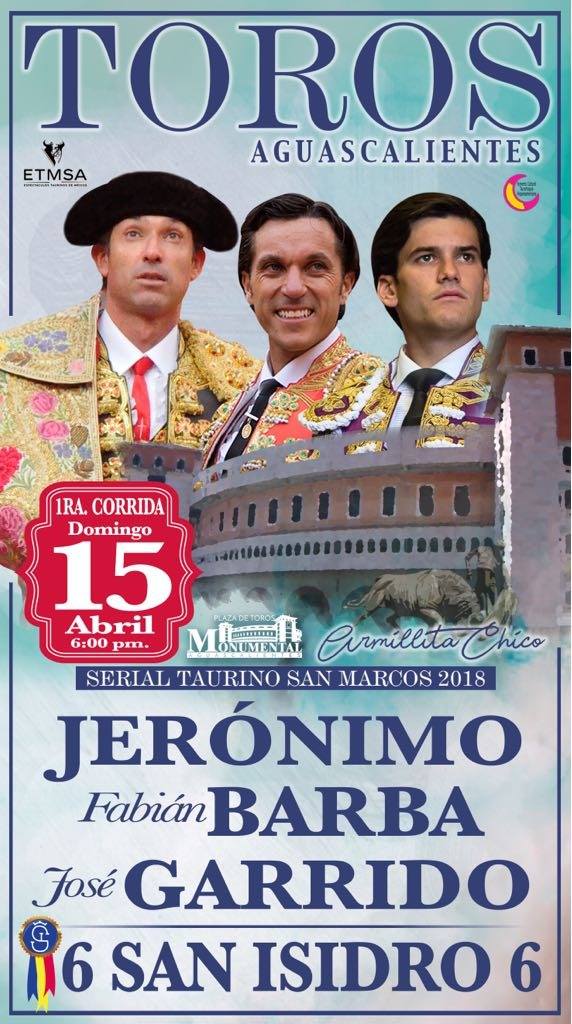 TOROS
AGUASCALIENTES
ETMSA
ESPECTÁCULOS TAURINOS DE MÉXICO
1RA. CORRIDA
Domingo
15
Abril
6:00 pm.
PLAZA DE TOROS
MONUMENTAL
AGUASCALIENTES
Armillita Chico
SERIAL TAURINO SAN MARCOS 2018
JERÓNIMO
Fabián BARBA
José GARRIDO
6 SAN ISIDRO 6